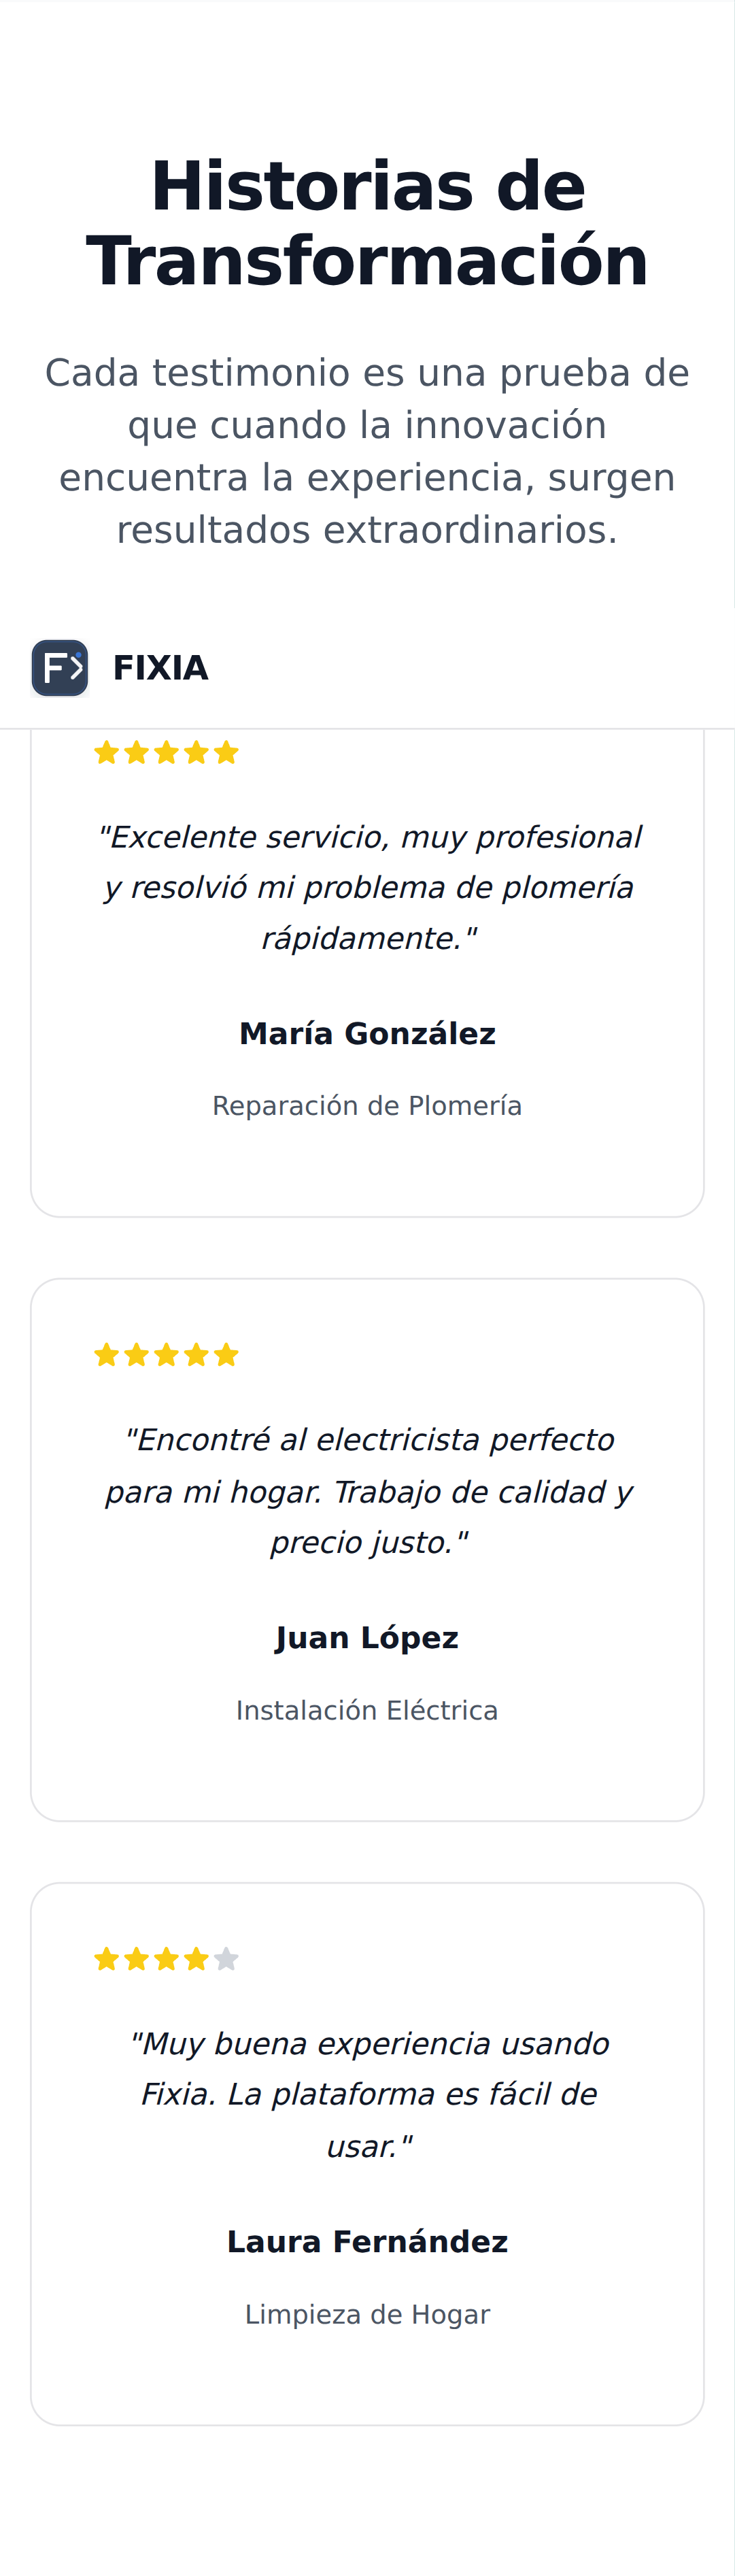 Historias de
Transformación
Cada testimonio es una prueba de
que cuando la innovación
encuentra la experiencia, surgen
resultados extraordinarios.
FIXIA
"Excelente servicio, muy profesional
y resolvió mi problema de plomería
rápidamente."
María González
Reparación de Plomería
"Encontré al electricista perfecto
para mi hogar. Trabajo de calidad y
precio justo."
Juan López
Instalación Eléctrica
"Muy buena experiencia usando
Fixia. La plataforma es fácil de
usar."
Laura Fernández
Limpieza de Hogar